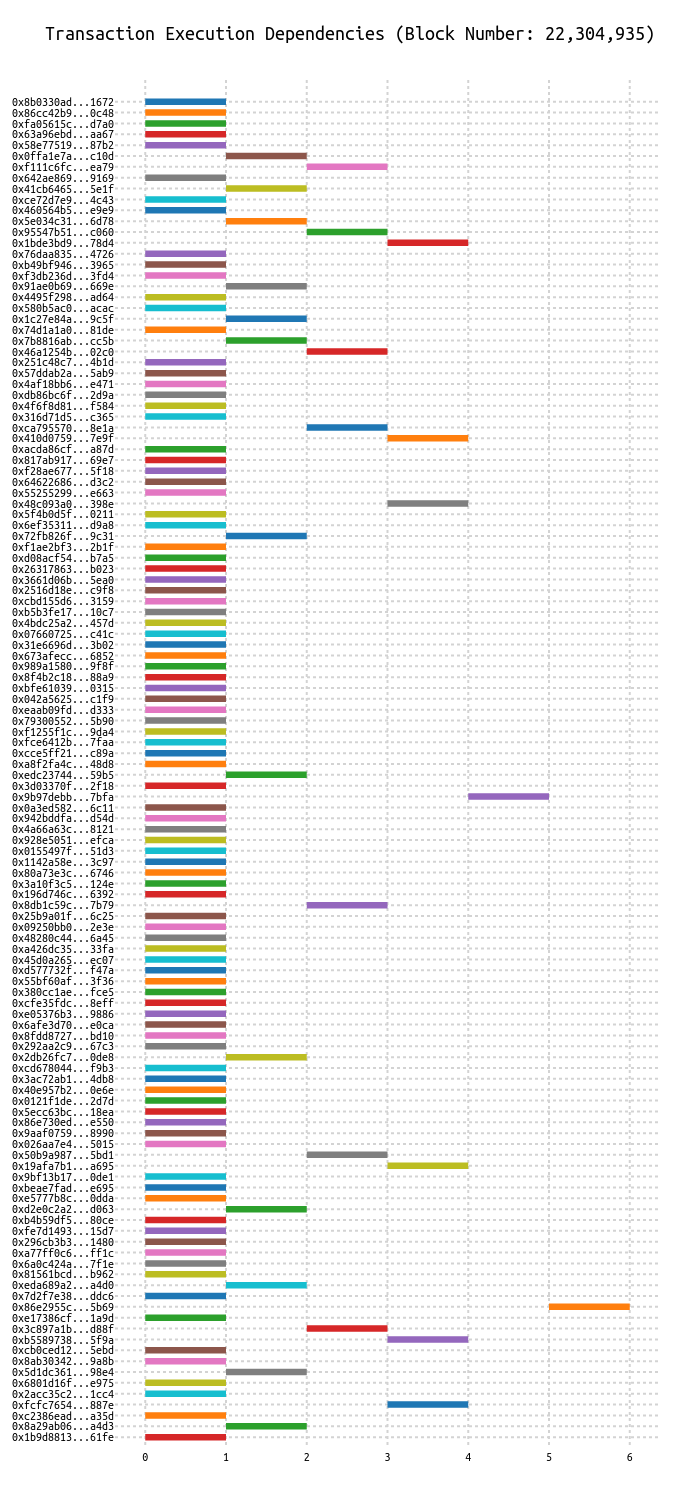 Transaction Execution Dependencies (Block Number: 22,304,935)
0x8b0330ad...1672
0x86cc42b9...0c48
0xfa05615c...d7a0
0x63a96ebd...aa67
0x58e77519...87b2
0x0ffa1e7a...c10d
0xf111c6fc...ea79
0x642ae869...9169
0x41cb6465...5e1f
0xce72d7e9...4c43
0x460564b5...e9e9
0x5e034c31...6d78
0x95547b51...c060
0x1bde3bd9...78d4
0x76daa835...4726
0xb49bf946...3965
0xf3db236d...3fd4
0x91ae0b69...669e
0x4495f298...ad64
0x580b5ac0...acac
0x1c27e84a...9c5f
0x74d1a1a0...81de
0x7b8816ab...cc5b
0x46a1254b...02c0
0x251c48c7...4b1d
0x57ddab2a...5ab9
0x4af18bb6...e471
0xdb86bc6f...2d9a
0x4f6f8d81...f584
0x316d71d5...c365
0xca795570...8e1a
0x410d0759...7e9f
0xacda86cf...a87d
0x817ab917...69e7
0xf28ae677...5f18
0x64622686...d3c2
0x55255299...e663
0x48c093a0...398e
0x5f4b0d5f...0211
0x6ef35311...d9a8
0x72fb826f...9c31
0xf1ae2bf3...2b1f
0xd08acf54...b7a5
0x26317863...b023
0x3661d06b...5ea0
0x2516d18e...c9f8
0xcbd155d6...3159
0xb5b3fe17...10c7
0x4bdc25a2...457d
0x07660725...c41c
0x31e6696d...3b02
0x673afecc...6852
0x989a1580...9f8f
0x8f4b2c18...88a9
0xbfe61039...0315
0x042a5625...c1f9
0xeaab09fd...d333
0x79300552...5b90
0xf1255f1c...9da4
0xfce6412b...7faa
0xcce5ff21...c89a
0xa8f2fa4c...48d8
0xedc23744...59b5
0x3d03370f...2f18
0x9b97debb...7bfa
0x0a3ed582...6c11
0x942bddfa...d54d
0x4a66a63c...8121
0x928e5051...efca
0x0155497f...51d3
0x1142a58e...3c97
0x80a73e3c...6746
0x3a10f3c5...124e
0x196d746c...6392
0x8db1c59c...7b79
0x25b9a01f...6c25
0x09250bb0...2e3e
0x48280c44...6a45
0xa426dc35...33fa
0x45d0a265...ec07
0xd577732f...f47a
0x55bf60af...3f36
0x380cc1ae...fce5
0xcfe35fdc...8eff
0xe05376b3...9886
0x6afe3d70...e0ca
0x8fdd8727...bd10
0x292aa2c9...67c3
0x2db26fc7...0de8
0xcd678044...f9b3
0x3ac72ab1...4db8
0x40e957b2...0e6e
0x0121f1de...2d7d
0x5ecc63bc...18ea
0x86e730ed...e550
0x9aaf0759...8990
0x026aa7e4...5015
0x50b9a987...5bd1
0x19afa7b1...a695
0x9bf13b17...0de1
0xbeae7fad...e695
0xe5777b8c...0dda
0xd2e0c2a2...d063
0xb4b59df5...80ce
0xfe7d1493...15d7
0x296cb3b3...1480
0xa77ff0c6...ff1c
0x6a0c424a...7f1e
0x81561bcd...b962
0xeda689a2...a4d0
0x7d2f7e38...ddc6
0x86e2955c...5b69
0xe17386cf...1a9d
0x3c897a1b...d88f
0xb5589738...5f9a
0xcb0ced12...5ebd
0x8ab30342...9a8b
0x5d1dc361...98e4
0x6801d16f...e975
0x2acc35c2...1cc4
0xfcfc7654...887e
0xc2386ead...a35d
0x8a29ab06...a4d3
0x1b9d8813...61fe
0 1 2 3 4 5 6